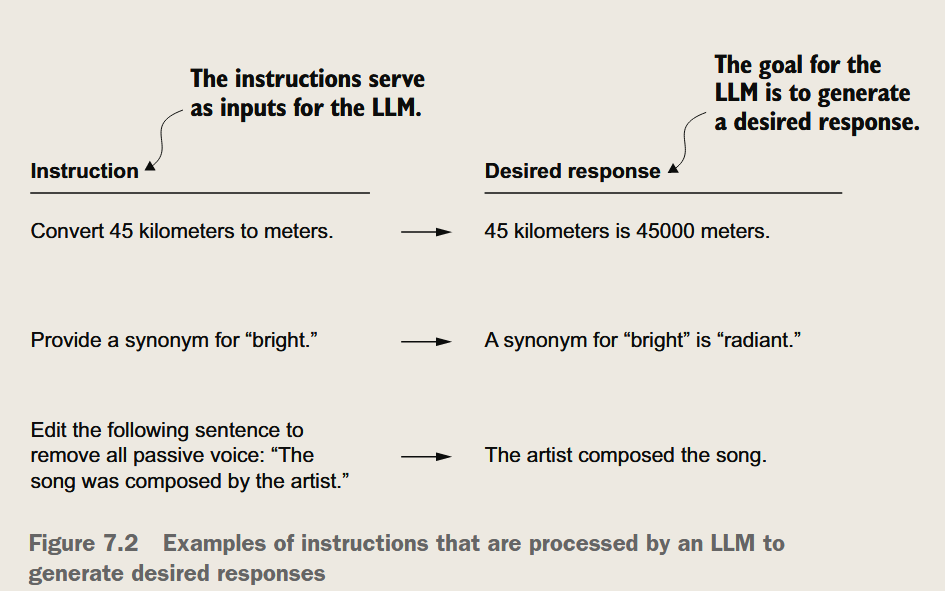 The instructions serve
as inputs for the LLM.
The goal for the
LLM is to generate
a desired response.
Instruction
Desired response
Convert 45 kilometers to meters.
45 kilometers is 45000 meters.
Provide a synonym for “bright.”
A synonym for “bright” is “radiant.”
Edit the following sentence to
remove all passive voice: “The
song was composed by the artist.”
The artist composed the song.
Figure 7.2 Examples of instructions that are processed by an LLM to
generate desired responses